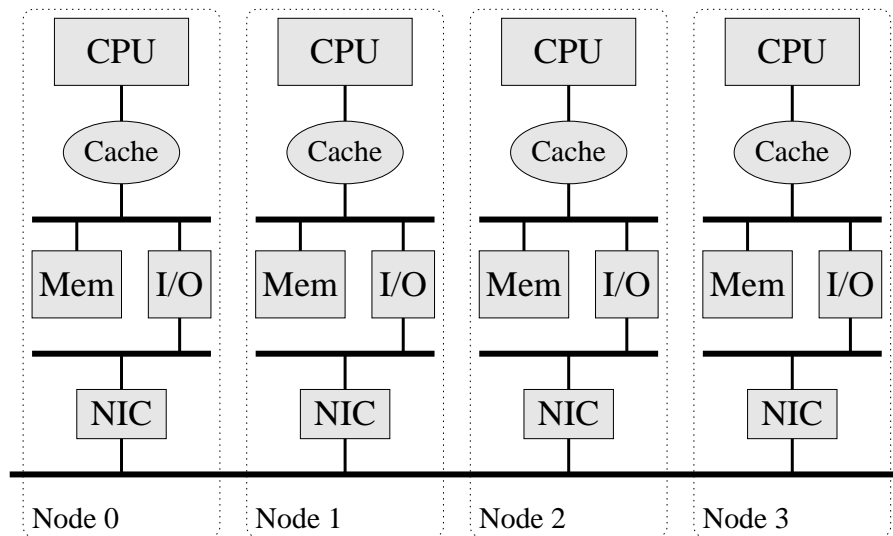 CPU CPU CPU CPU
Cache Cache Cache Cache
Mem I/O Mem I/O Mem I/O Mem I/O
NIC NIC NIC NIC
Node 0 Node 1 Node 2 Node 3